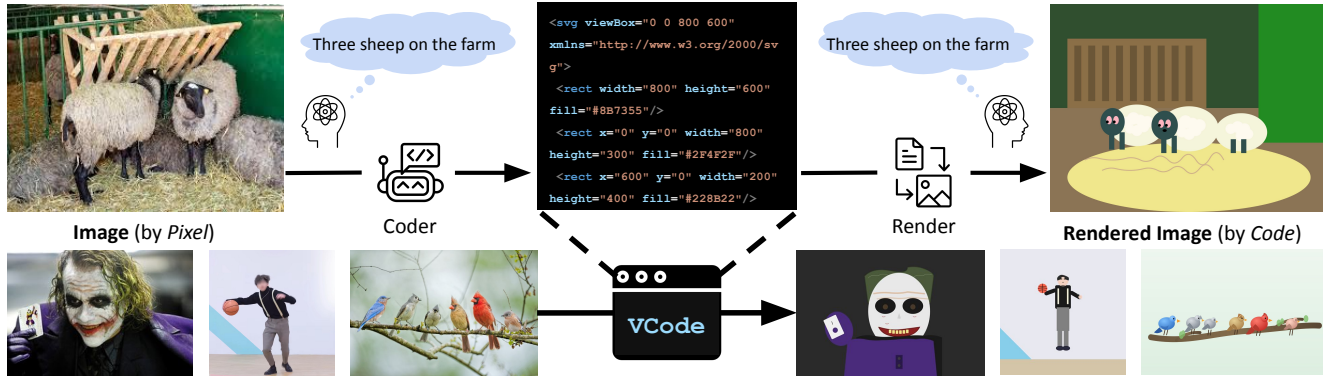 Three sheep on the farm
<svg viewBox="0 0 800 600"
xmlns="http://www.w3.org/2000/sv
g">
<rect width="800" height="600"
fill="#8B7355"/>
<rect x="0" y="0" width="800"
height="300" fill="#2F4F2F"/>
<rect x="600" y="0" width="200"
height="400" fill="#228B22"/>
Three sheep on the farm
</>
Coder
Render
Image (by Pixel)
Rendered Image (by Code)
VCode